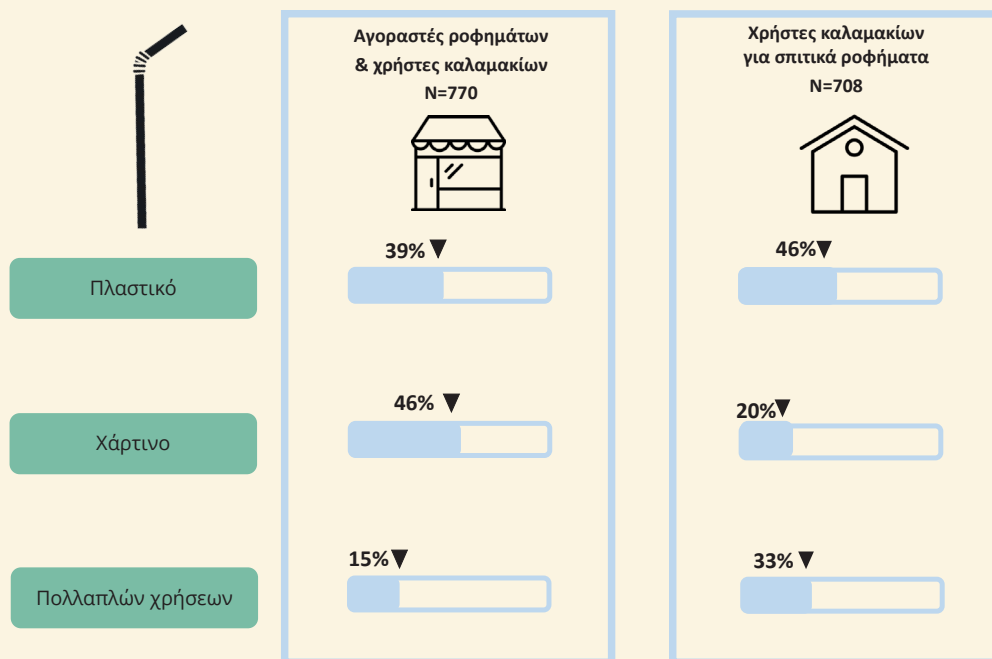 Αγοραστές ροφημάτων
& χρήστες καλαμακίων
N=770
Χρήστες καλαμακίων
για σπιτικά ροφήματα
N=708
Πλαστικό
39%
46%
Χάρτινο
46%
20%
Πολλαπλών χρήσεων
15%
33%